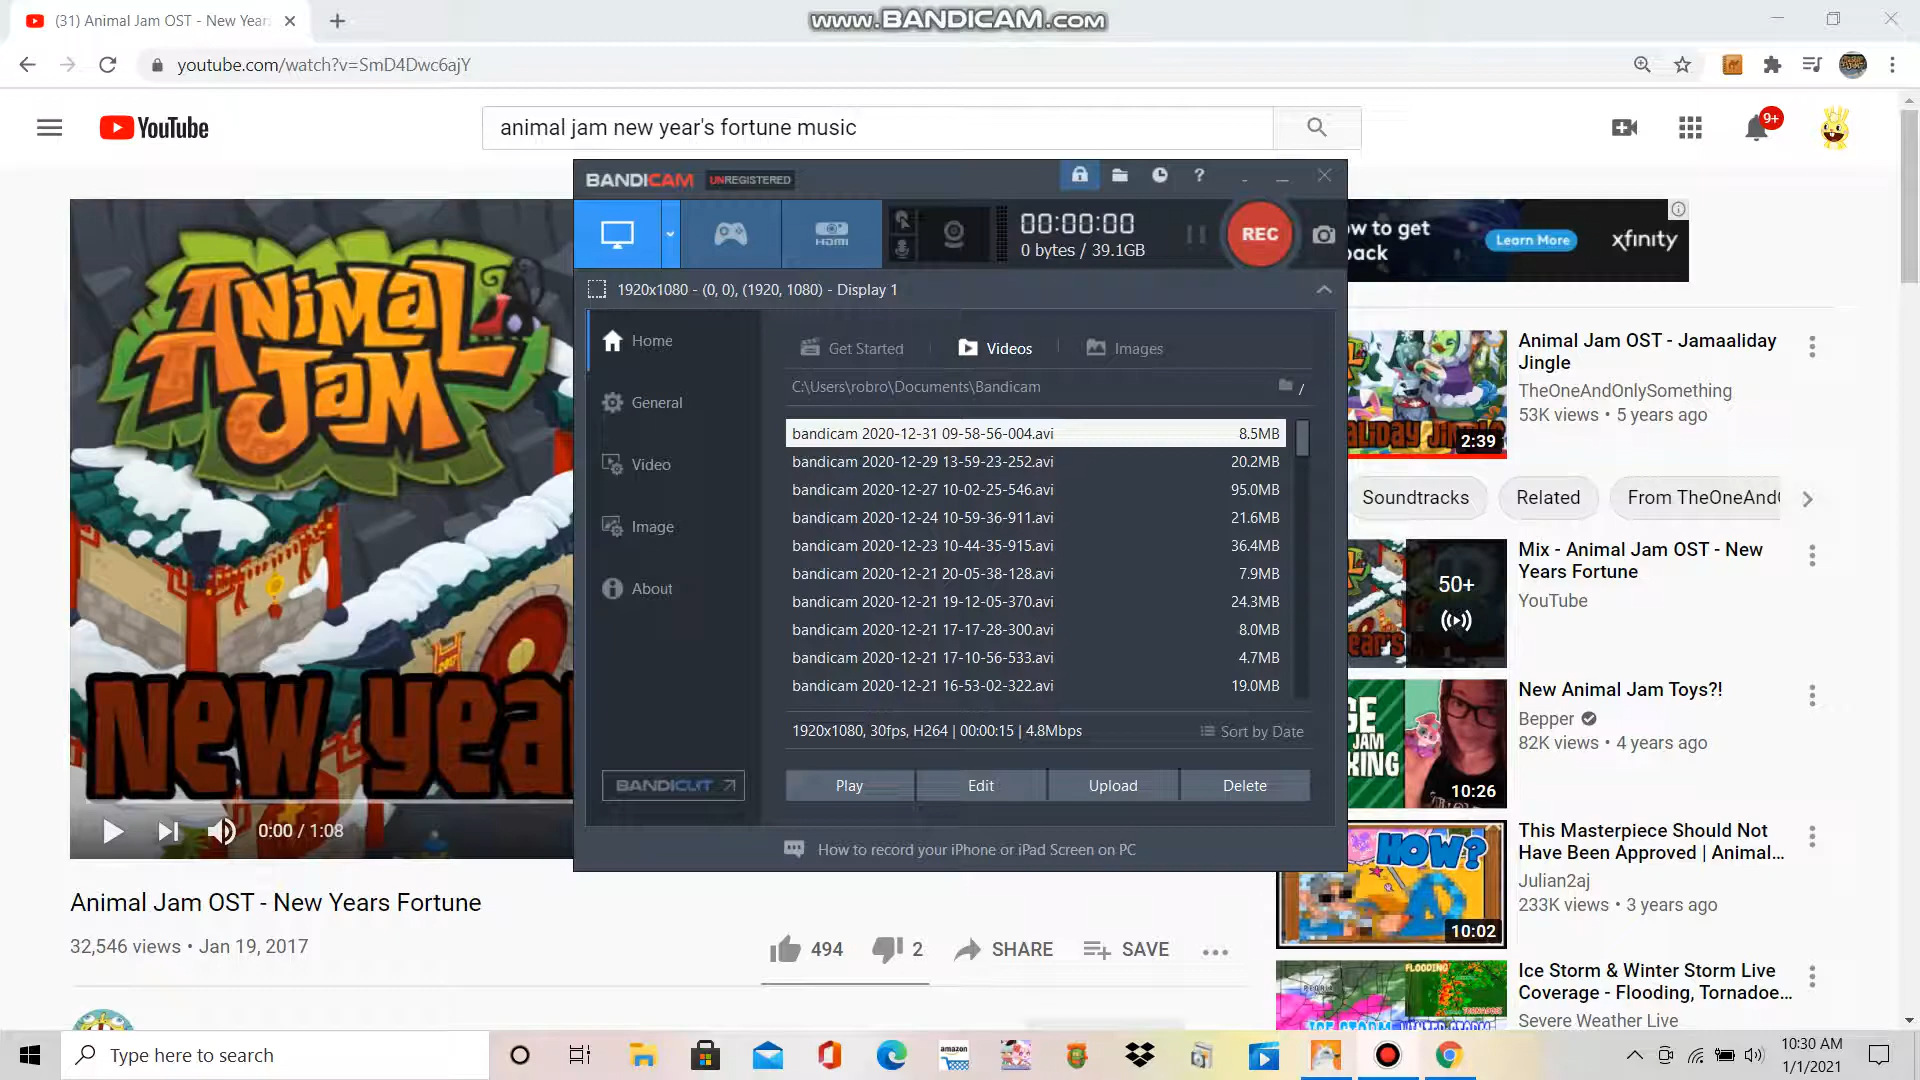 (31) Animal Jam OST - New Year
www.BANDICAM.com
youtube.com/watch?v=SmD4Dwc6ajY
YouTube
animal jam new year's fortune music
9+
BANDICAM UNREGISTERED
?
HDMI
00:00:00
0 bytes / 39.1GB
REC
1920x1080 - (0, 0), (1920, 1080) - Display 1
Home
General
Video
Image
About
BANDICUT
Get Started
Videos
Images
C:\Users\robro\Documents\Bandicam
/
bandicam 2020-12-31 09-58-56-004.avi 8.5MB
bandicam 2020-12-29 13-59-23-252.avi 20.2MB
bandicam 2020-12-27 10-02-25-546.avi 95.0MB
bandicam 2020-12-24 10-59-36-911.avi 21.6MB
bandicam 2020-12-23 10-44-35-915.avi 36.4MB
bandicam 2020-12-21 20-05-38-128.avi 7.9MB
bandicam 2020-12-21 19-12-05-370.avi 24.3MB
bandicam 2020-12-21 17-17-28-300.avi 8.0MB
bandicam 2020-12-21 17-10-56-533.avi 4.7MB
bandicam 2020-12-21 16-53-02-322.avi 19.0MB
1920x1080, 30fps, H264 | 00:00:15 | 4.8Mbps
Sort by Date
Play
Edit
Upload
Delete
How to record your iPhone or iPad Screen on PC
ANIMAL
JAM
2017
New Yea
0:00 / 1:08
Animal Jam OST - New Years Fortune
32,546 views • Jan 19, 2017
494
2
SHARE
SAVE
ow to get
back
Learn More
xfinity
Animal Jam OST - Jamaaliday
Jingle
TheOneAndOnlySomething
53K views • 5 years ago
2:39
Soundtracks
Related
From TheOneAnd
Mix - Animal Jam OST - New
Years Fortune
YouTube
50+
New Animal Jam Toys?!
Bepper
82K views • 4 years ago
GE
JAM
KING
10:26
This Masterpiece Should Not
Have Been Approved | Animal...
Julian2aj
233K views • 3 years ago
HOW?
10:02
Ice Storm & Winter Storm Live
Coverage - Flooding, Tornadoe...
Severe Weather Live
FLOODING
Type here to search
amazon
10:30 AM
1/1/2021